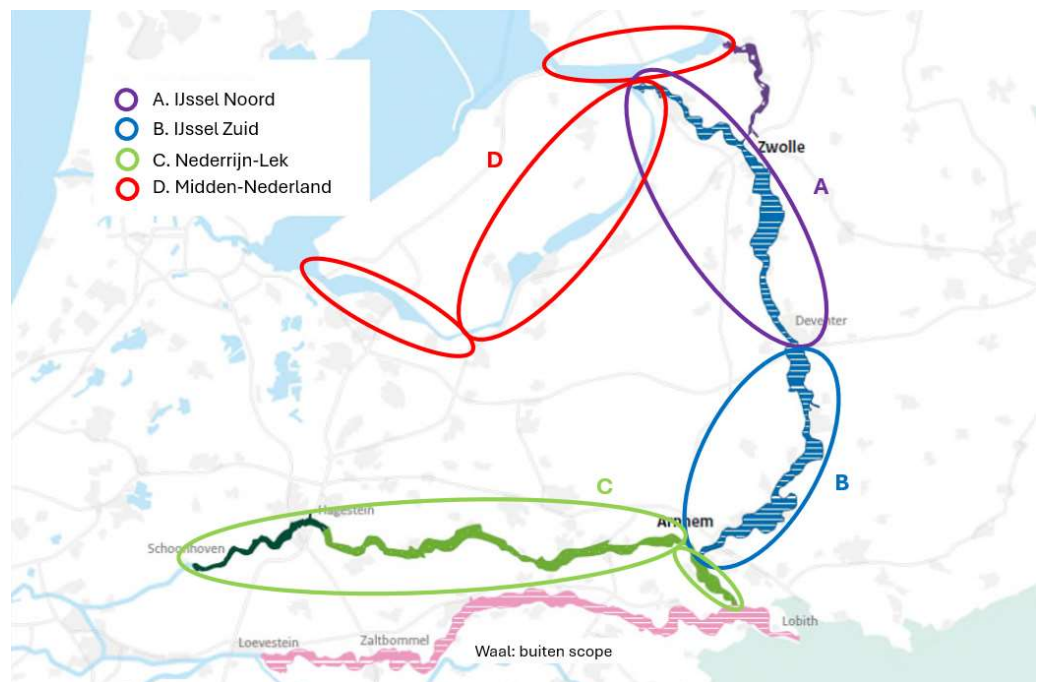 A. IJssel Noord
B. IJssel Zuid
C. Nederrijn-Lek
D. Midden-Nederland
D
Zwolle
A
Deventer
B
C
Arnhem
Hagestein
Schoonhoven
Lobith
Loevestein
Zaltbommel
Waal: buiten scope